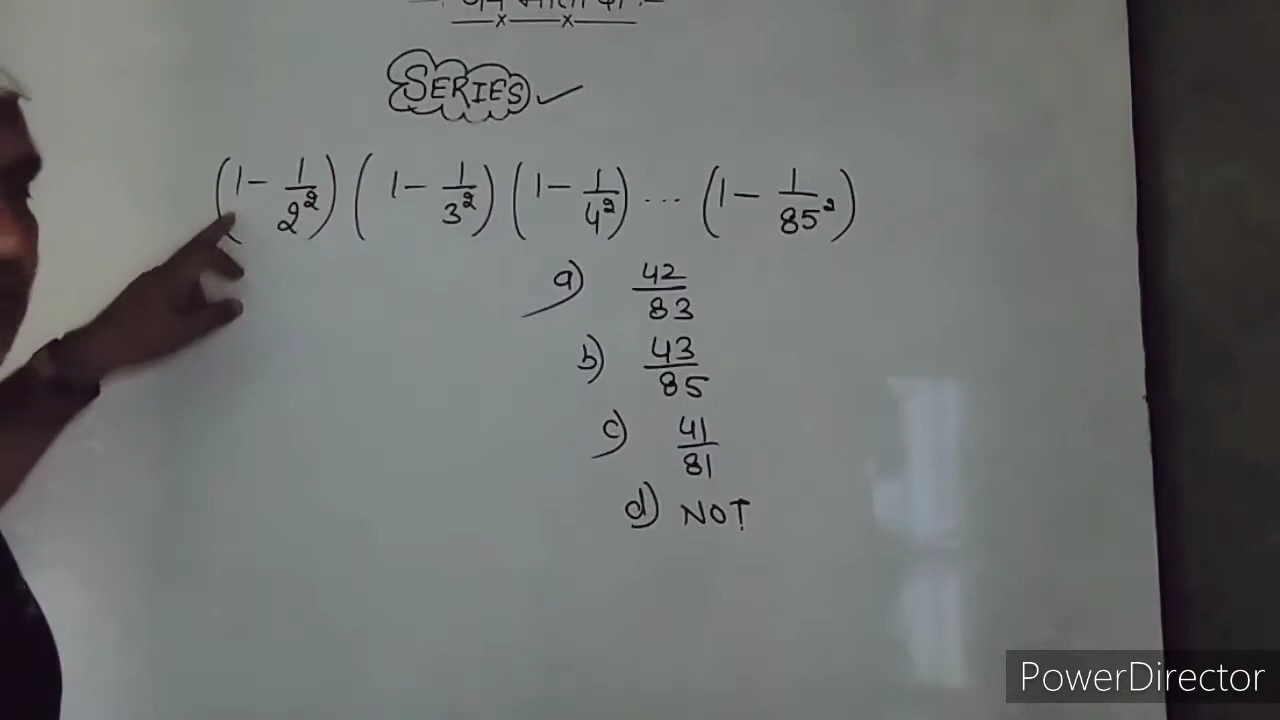 SERIES ✓
(1 - 1/2²) (1 - 1/3²) (1 - 1/4²) ... (1 - 1/85²)
a) 42/83
b) 43/85
c) 41/81
d) NOT
PowerDirector